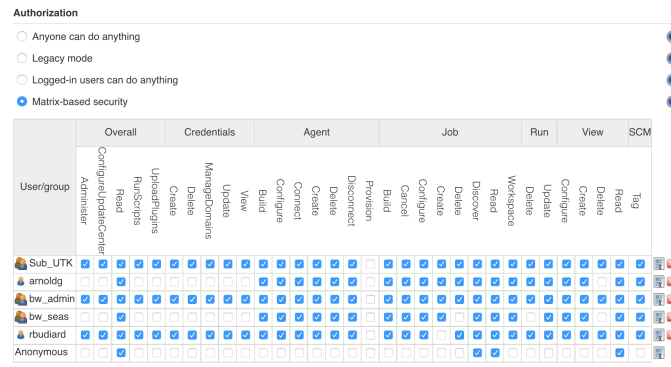 Authorization
Anyone can do anything
Legacy mode
Logged-in users can do anything
Matrix-based security
User/group
Overall
Credentials
Agent
Job
Run
View
SCM
Administer
ConfigureUpdateCenter
Read
RunScripts
UploadPlugins
Create
Delete
ManageDomains
Update
View
Build
Configure
Connect
Create
Delete
Disconnect
Provision
Build
Cancel
Configure
Create
Delete
Discover
Read
Workspace
Delete
Update
Configure
Create
Delete
Read
Tag
Sub_UTK
arnoldg
bw_admin
bw_seas
rbudiard
Anonymous